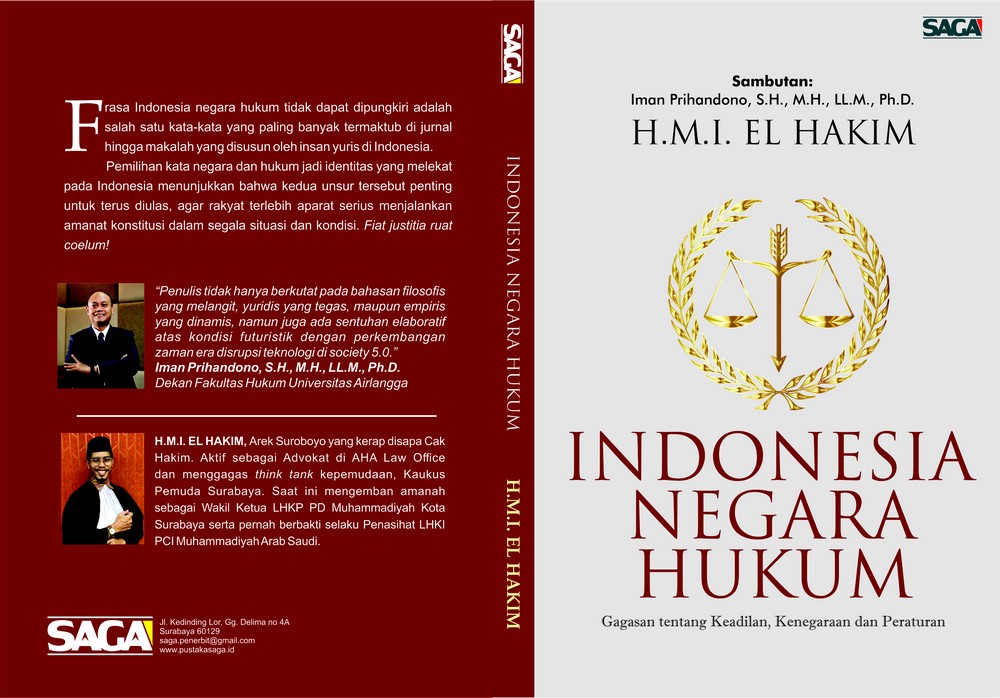 Frasa Indonesia negara hukum tidak dapat dipungkiri adalah
salah satu kata-kata yang paling banyak termaktub di jurnal
hingga makalah yang disusun oleh insan yuris di Indonesia.
Pemilihan kata negara dan hukum jadi identitas yang melekat
pada Indonesia menunjukkan bahwa kedua unsur tersebut penting
untuk terus diulas, agar rakyat terlebih aparat serius menjalankan
amanat konstitusi dalam segala situasi dan kondisi. Fiat justitia ruat
coelum!
“Penulis tidak hanya berkutat pada bahasan filosofis
yang melangit, yuridis yang tegas, maupun empiris
yang dinamis, namun juga ada sentuhan elaboratif
atas kondisi futuristik dengan perkembangan
zaman era disrupsi teknologi di society 5.0.”
Iman Prihandono, S.H., M.H., LL.M., Ph.D.
Dekan Fakultas Hukum Universitas Airlangga
H.M.I. EL HAKIM, Arek Suroboyo yang kerap disapa Cak
Hakim. Aktif sebagai Advokat di AHA Law Office
dan menggagas think tank kepemudaan, Kaukus
Pemuda Surabaya. Saat ini mengemban amanah
sebagai Wakil Ketua LHKP PD Muhammadiyah Kota
Surabaya serta pernah berbakti selaku Penasihat LHKI
PCI Muhammadiyah Arab Saudi.
SAGA
Jl. Kedinding Lor, Gg. Delima no 4A
Surabaya 60129
saga.penerbit@gmail.com
www.pustakasaga.id
SAGA
INDONESIA NEGARA HUKUM
H.M.I. EL HAKIM
SAGA
Sambutan:
Iman Prihandono, S.H., M.H., LL.M., Ph.D.
H.M.I. EL HAKIM
INDONESIA
NEGARA
HUKUM
Gagasan tentang Keadilan, Kenegaraan dan Peraturan